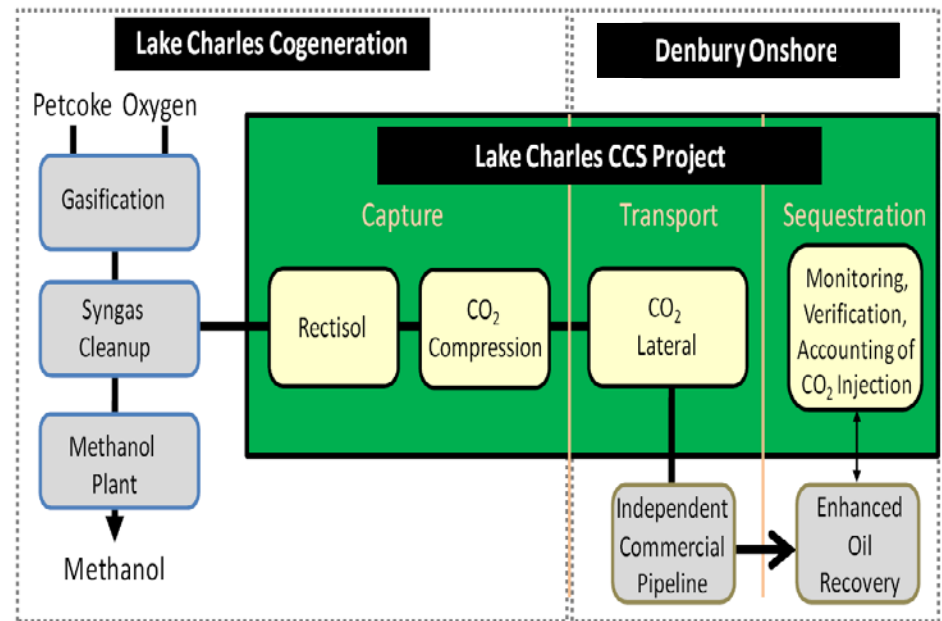 Lake Charles Cogeneration
Denbury Onshore
Petcoke Oxygen
Lake Charles CCS Project
Gasification
Capture
Transport
Sequestration
Syngas
Cleanup
Rectisol
CO₂
Compression
CO₂
Lateral
Monitoring,
Verification,
Accounting of
CO₂ Injection
Methanol
Plant
Independent
Commercial
Pipeline
Enhanced
Oil
Recovery
Methanol